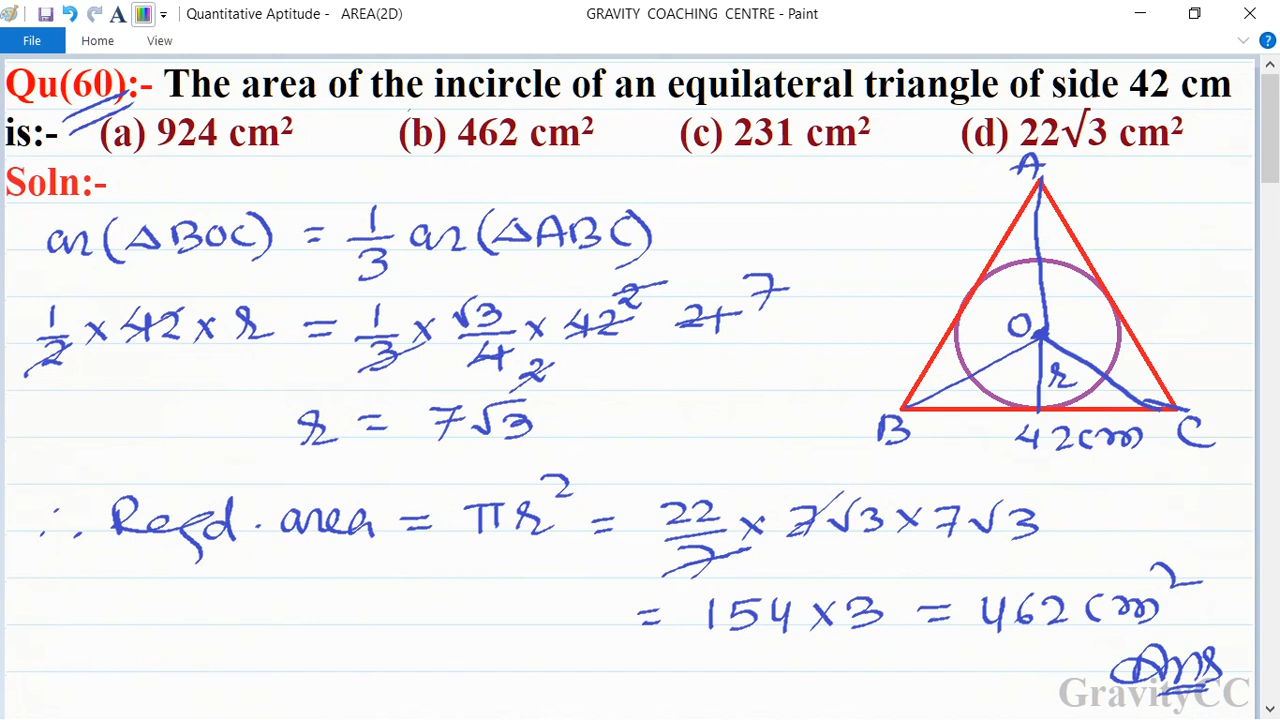 Quantitative Aptitude - AREA(2D)
GRAVITY COACHING CENTRE - Paint
File Home View
Qu(60):- The area of the incircle of an equilateral triangle of side 42 cm
is:- (a) 924 cm² (b) 462 cm² (c) 231 cm² (d) 22√3 cm²
Soln:-
ar(△BOC) = 1/3 ar(△ABC)
1/2 × 42 × r = 1/3 × √3/4 × 42² 21 7
2
r = 7√3
∴ Reqd. area = πr² = 22/7 × 7√3 × 7√3
= 154 × 3 = 462 cm²
Ans
A
O
r
B 42cm C
GravityCC